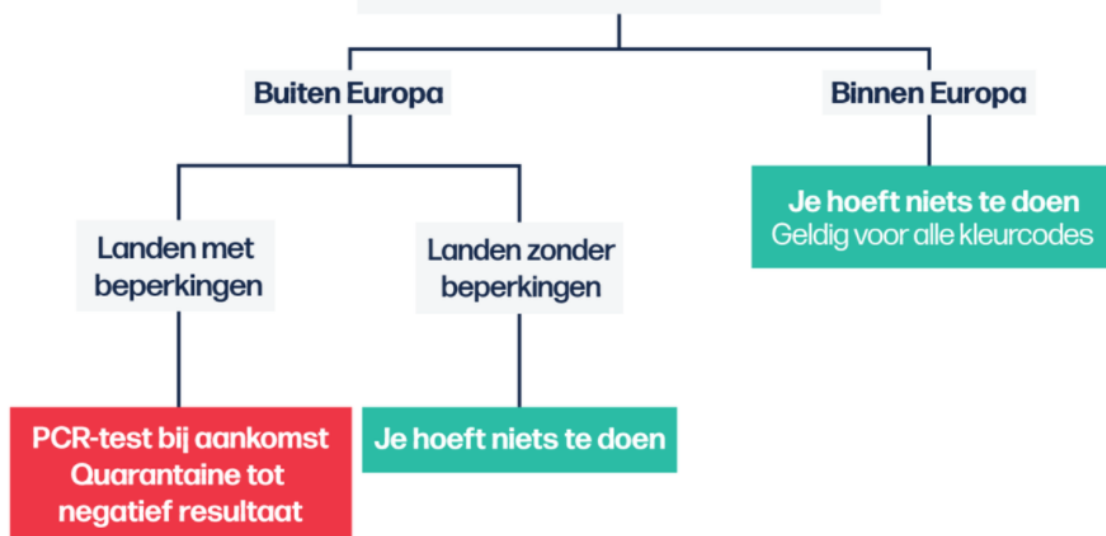 Buiten Europa
Binnen Europa
Je hoeft niets te doen
Geldig voor alle kleurcodes
Landen met
beperkingen
Landen zonder
beperkingen
PCR-test bij aankomst
Quarantaine tot
negatief resultaat
Je hoeft niets te doen